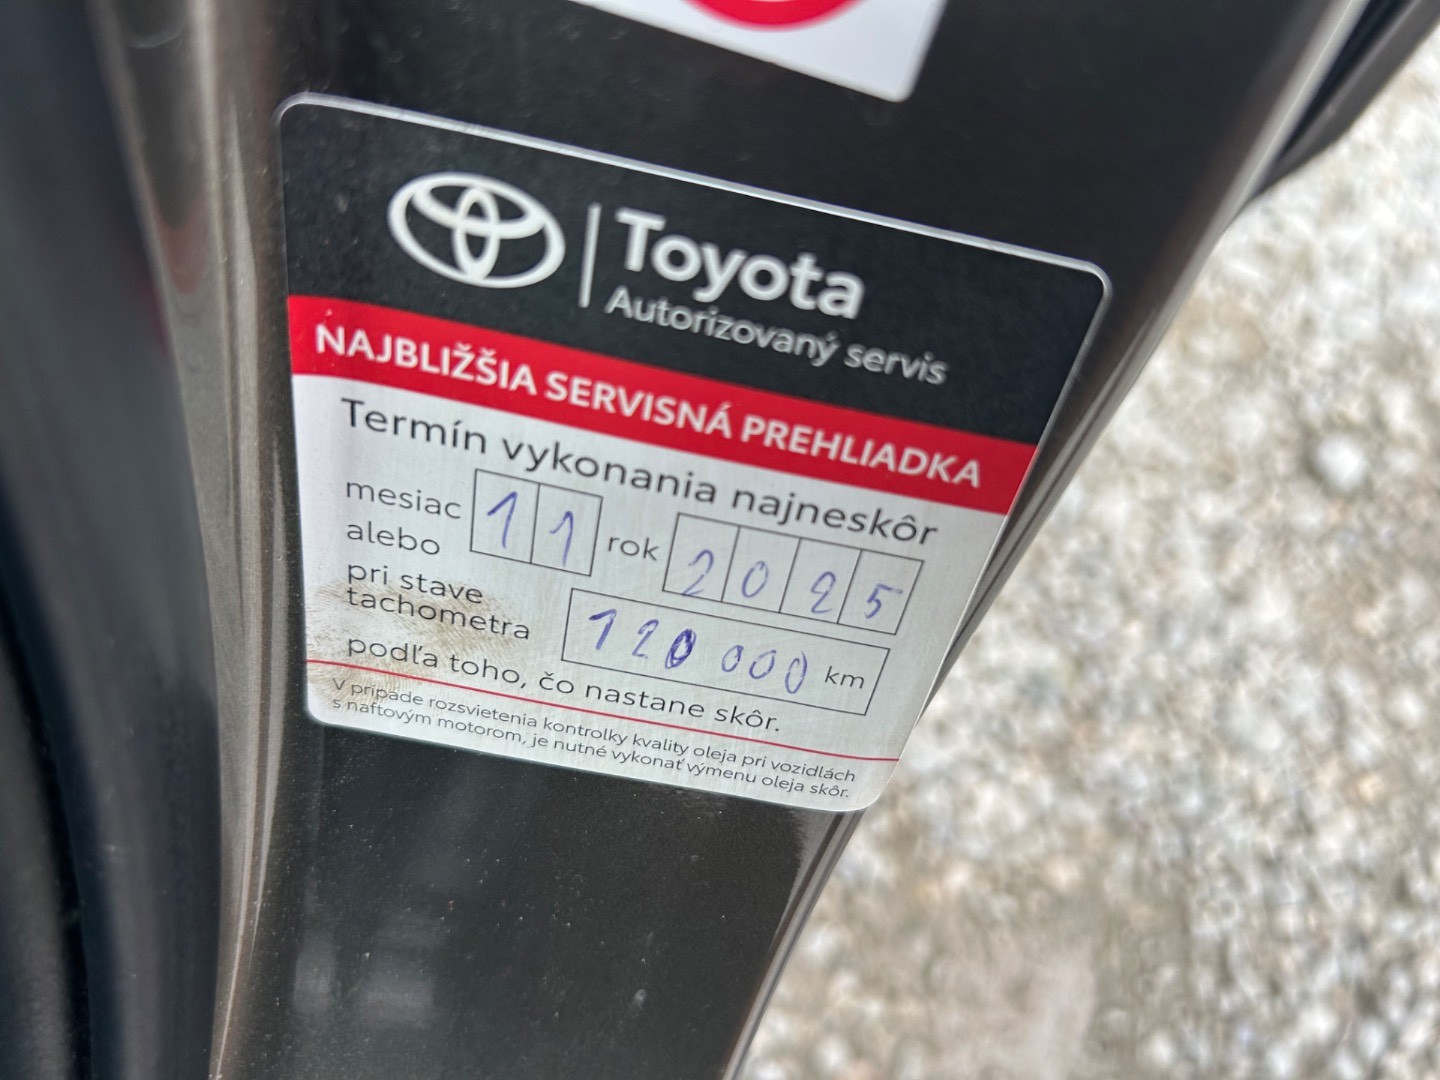 Toyota
Autorizovaný servis
NAJBLIŽŠIA SERVISNÁ PREHLIADKA
Termín vykonania najneskôr
mesiac 11 rok 2025
alebo
pri stave
tachometra 120 000 km
podľa toho, čo nastane skôr.
V prípade rozsvietenia kontrolky kvality oleja pri vozidlách
s naftovým motorom, je nutné vykonať výmenu oleja skôr.